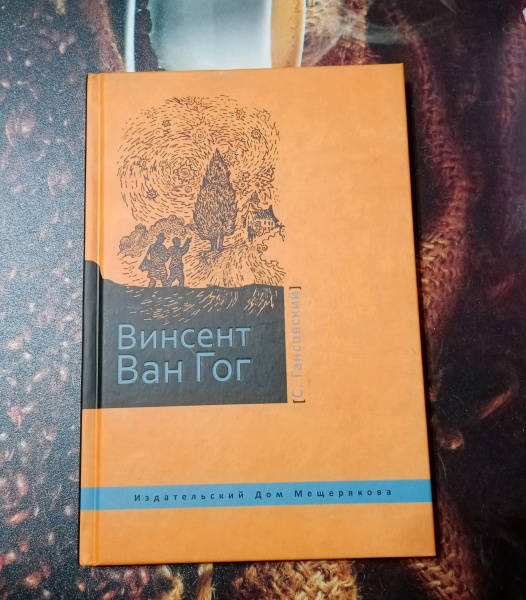 Винсент
Ван Гог
[С. Гансовский]
Издательский Дом Мещерякова